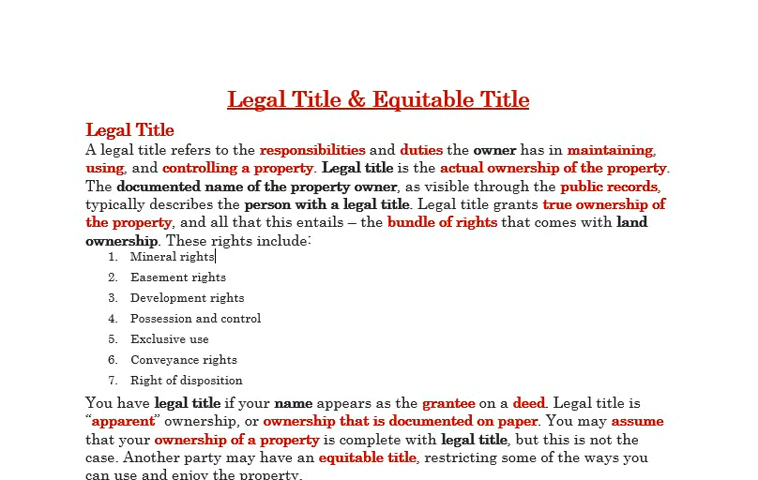 Legal Title & Equitable Title
Legal Title
A legal title refers to the responsibilities and duties the owner has in maintaining,
using, and controlling a property. Legal title is the actual ownership of the property.
The documented name of the property owner, as visible through the public records,
typically describes the person with a legal title. Legal title grants true ownership of
the property, and all that this entails – the bundle of rights that comes with land
ownership. These rights include:
1. Mineral rights
2. Easement rights
3. Development rights
4. Possession and control
5. Exclusive use
6. Conveyance rights
7. Right of disposition
You have legal title if your name appears as the grantee on a deed. Legal title is
“apparent” ownership, or ownership that is documented on paper. You may assume
that your ownership of a property is complete with legal title, but this is not the
case. Another party may have an equitable title, restricting some of the ways you
can use and enjoy the property.